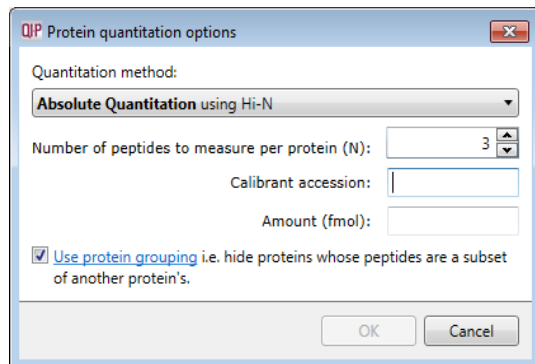 QIP Protein quantitation options
Quantitation method:
Absolute Quantitation using Hi-N
Number of peptides to measure per protein (N): 3
Calibrant accession:
Amount (fmol):
Use protein grouping i.e. hide proteins whose peptides are a subset
of another protein's.
OK Cancel